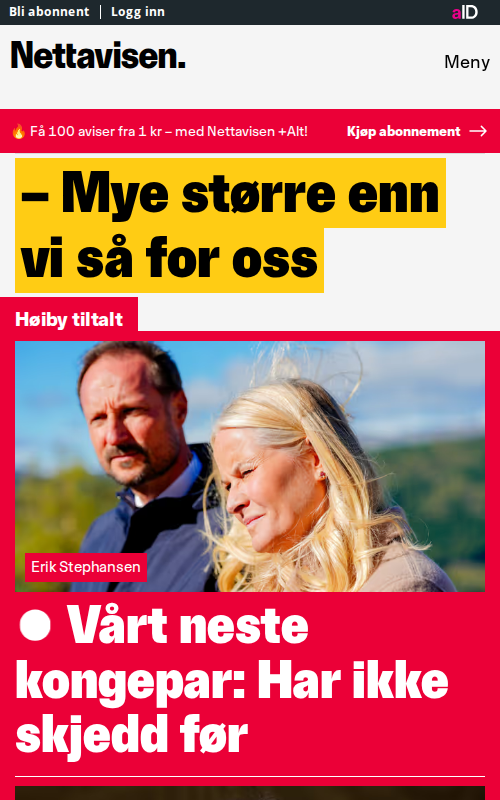 Bli abonnent | Logg inn
aID
Nettavisen.
Meny
🔥 Få 100 aviser fra 1 kr – med Nettavisen +Alt!
Kjøp abonnement →
– Mye større enn
vi så for oss
Høiby tiltalt
Erik Stephansen
Vårt neste
kongepar: Har ikke
skjedd før